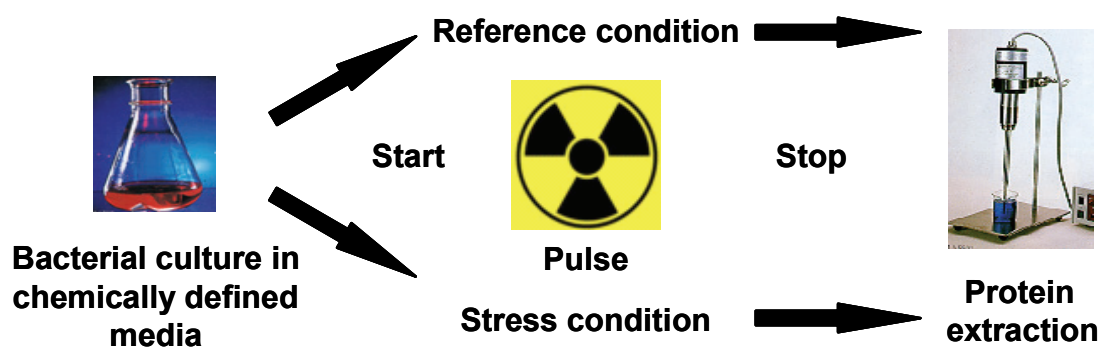 Reference condition
Start
Stop
Pulse
Bacterial culture in
chemically defined
media
Stress condition
Protein
extraction